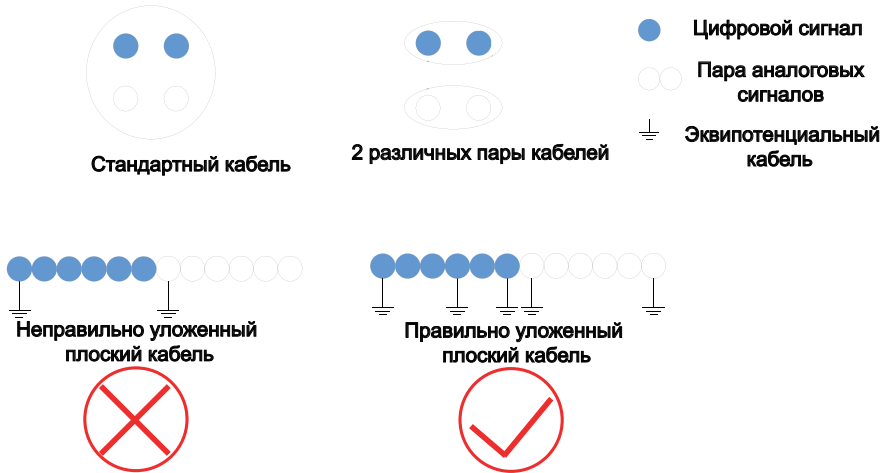 Стандартный кабель
2 различных пары кабелей
Цифровой сигнал
Пара аналоговых
сигналов
Эквипотенциальный
кабель
Неправильно уложенный
плоский кабель
Правильно уложенный
плоский кабель